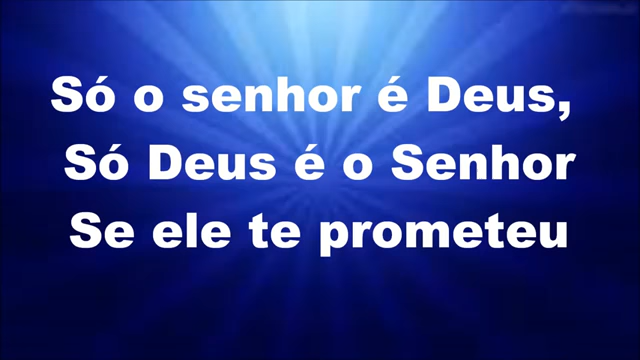 Só o senhor é Deus,
Só Deus é o Senhor
Se ele te prometeu